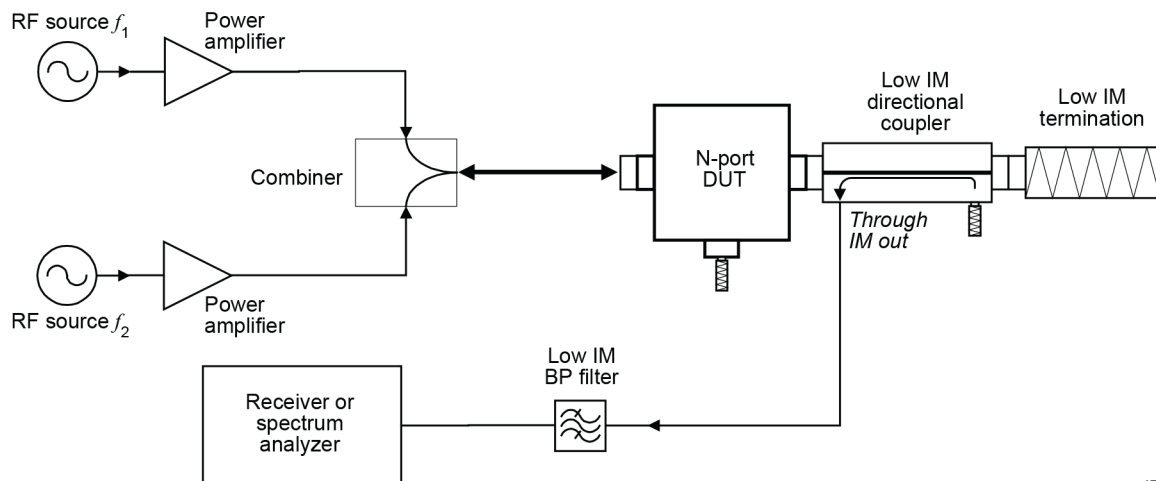 RF source f1
Power
amplifier
Combiner
RF source f2
Power
amplifier
N-port
DUT
Low IM
directional
coupler
Low IM
termination
Through
IM out
Low IM
BP filter
Receiver or
spectrum
analyzer